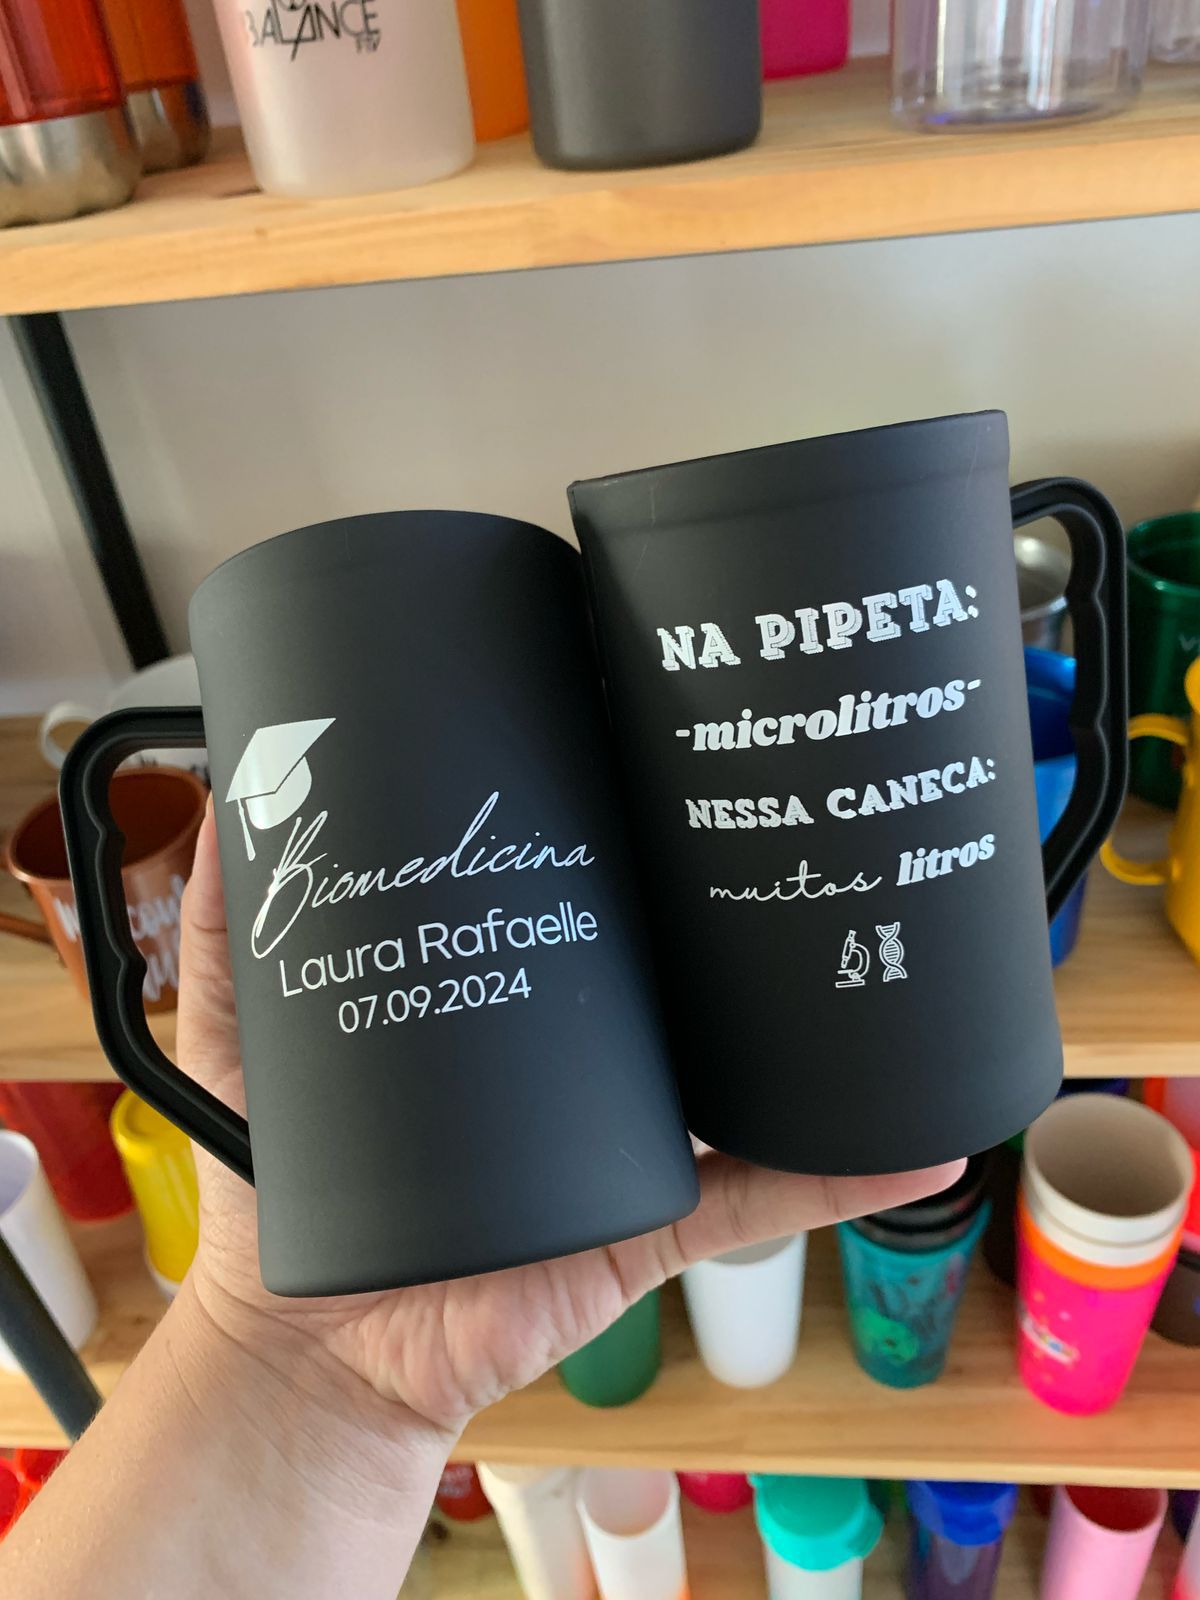 BALANCE
Biomedicina
Laura Rafaelle
07.09.2024
NA PIPETA:
-microlitros-
NESSA CANECA:
muitos litros